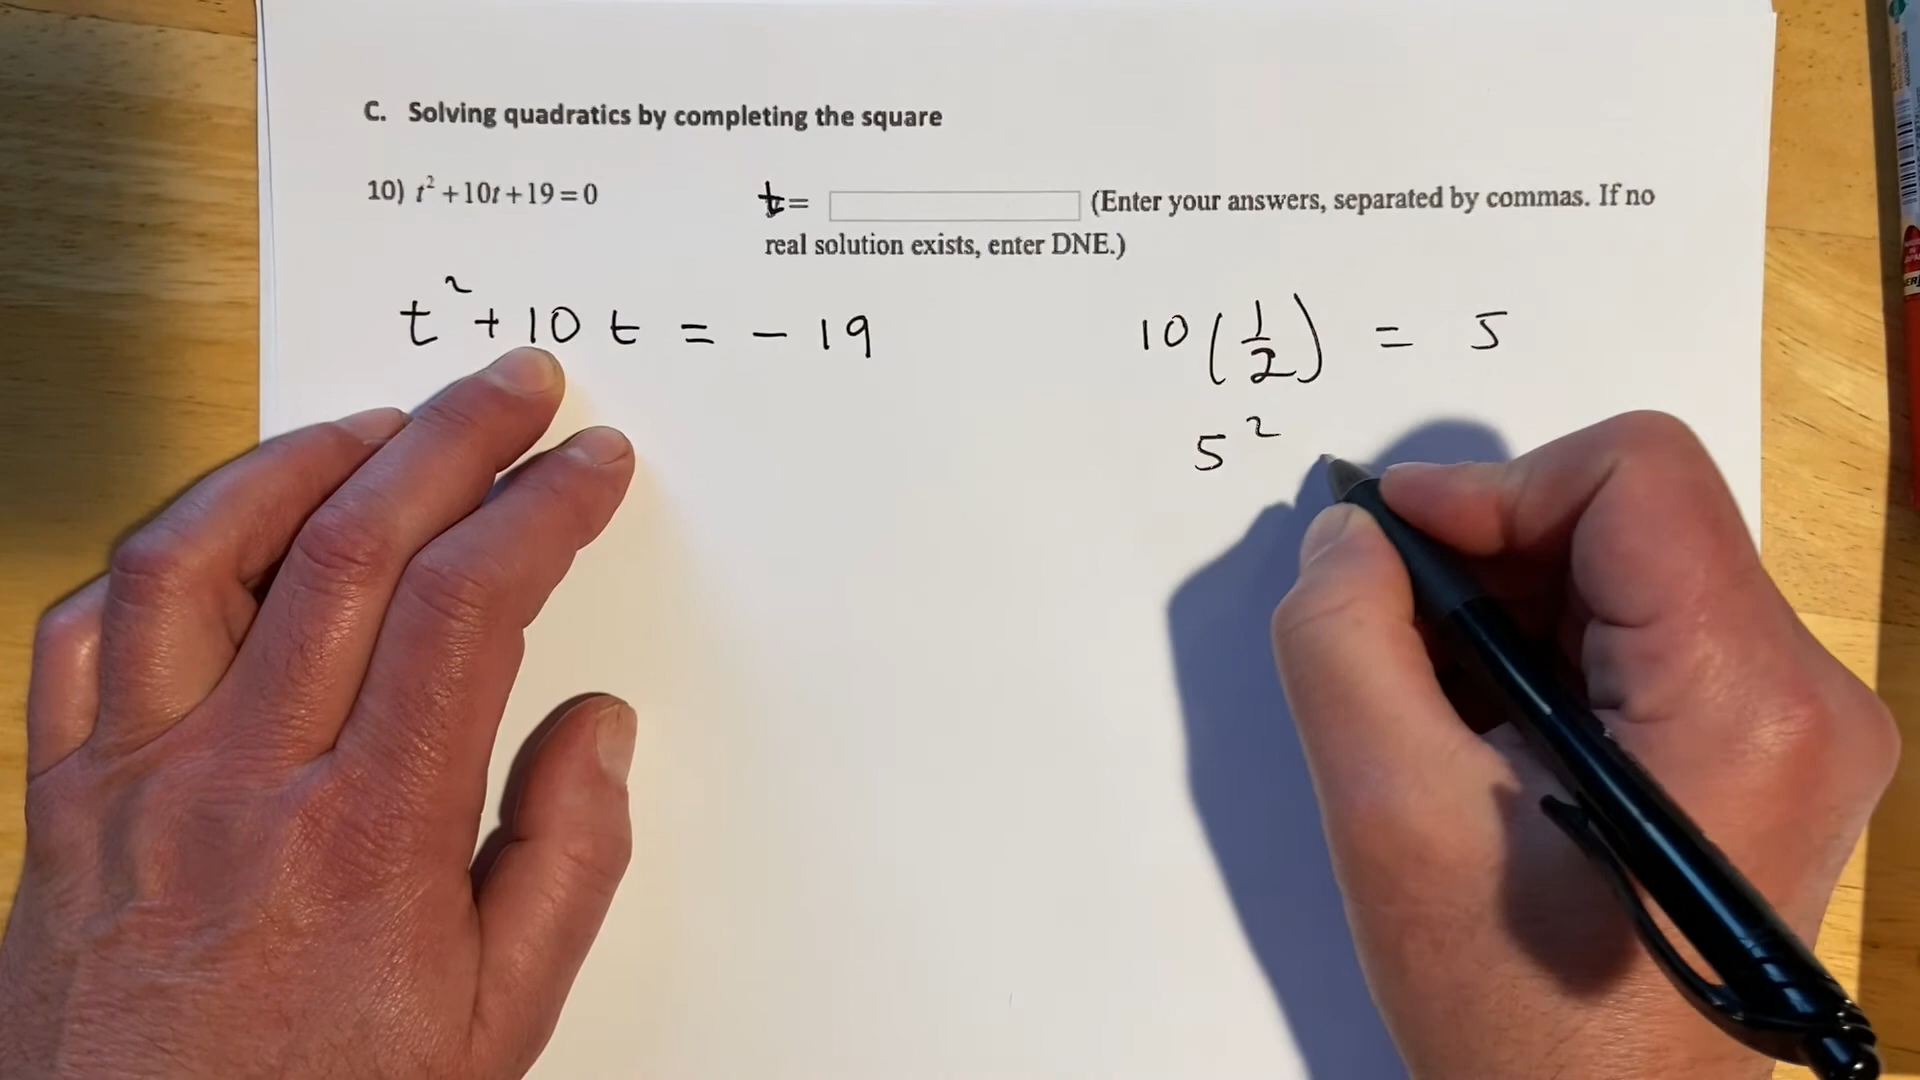 C. Solving quadratics by completing the square
10) t² + 10t + 19 = 0
t = (Enter your answers, separated by commas. If no
real solution exists, enter DNE.)
t² + 10 t = - 19
10 (1/2) = 5
5²